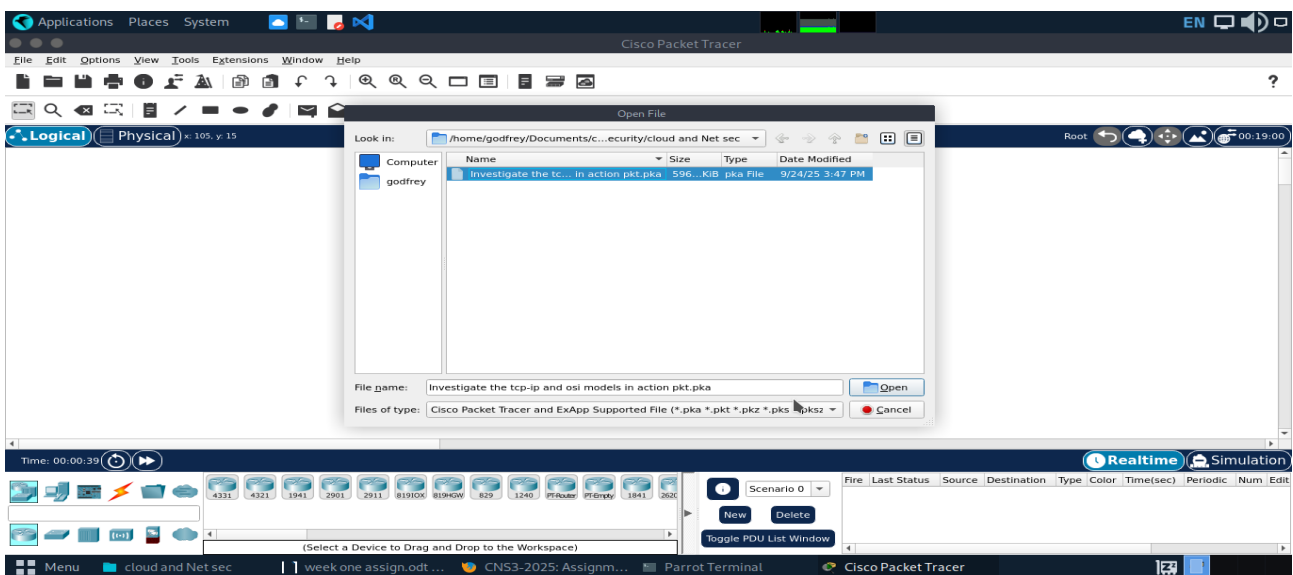 Applications Places System EN
Cisco Packet Tracer
File Edit Options View Tools Extensions Window Help
?
Open File
Logical Physical x: 105, y: 15 Root 00:19:00
Look in: /home/godfrey/Documents/c...ecurity/cloud and Net sec
Computer
godfrey
Name Size Type Date Modified
Investigate the tc... in action pkt.pka 596...KiB pka File 9/24/25 3:47 PM
File name: Investigate the tcp-ip and osi models in action pkt.pka Open
Files of type: Cisco Packet Tracer and ExApp Supported File (*.pka *.pkt *.pkz *.pks *.pksz Cancel
Time: 00:00:39 Realtime Simulation
4331 4321 1941 2901 2911 819IOX 819HGW 829 1240 PT-Router PT-Empty 1841 2620
Scenario 0
Fire Last Status Source Destination Type Color Time(sec) Periodic Num Edit
New Delete
Toggle PDU List Window
(Select a Device to Drag and Drop to the Workspace)
Menu cloud and Net sec week one assign.odt ... CNS3-2025: Assignm... Parrot Terminal Cisco Packet Tracer